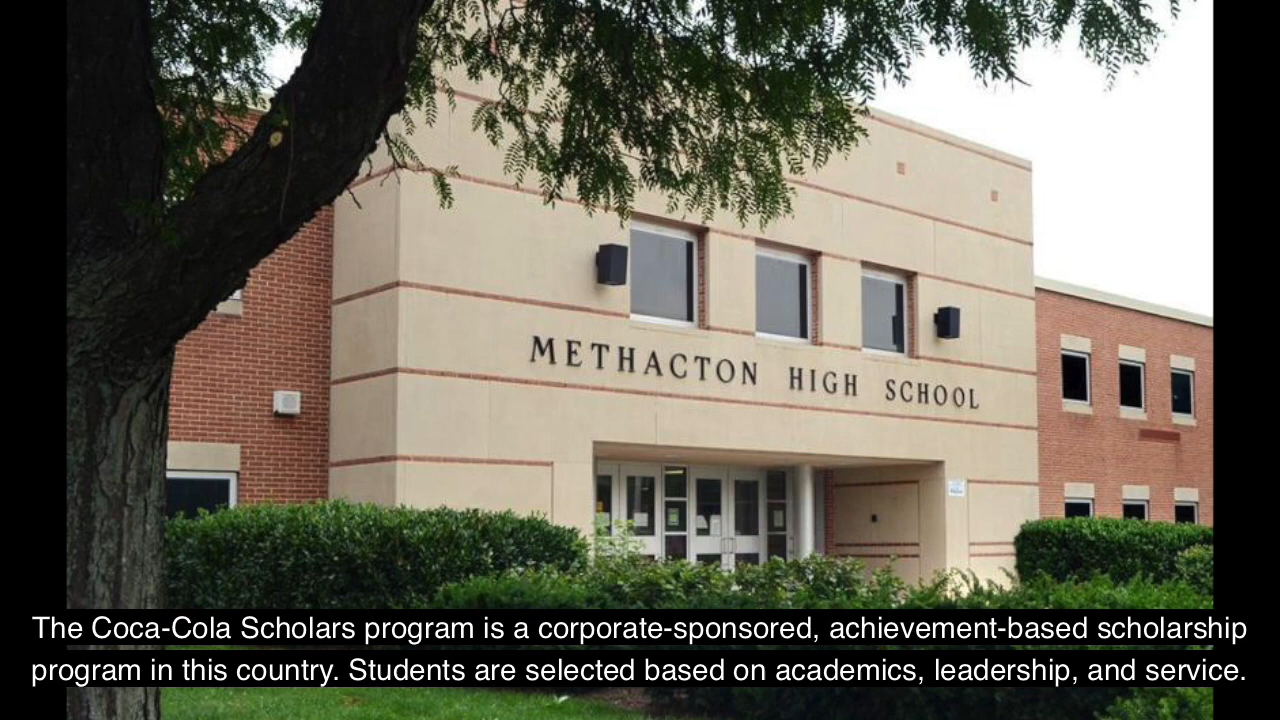 METHACTON HIGH SCHOOL
The Coca-Cola Scholars program is a corporate-sponsored, achievement-based scholarship
program in this country. Students are selected based on academics, leadership, and service.